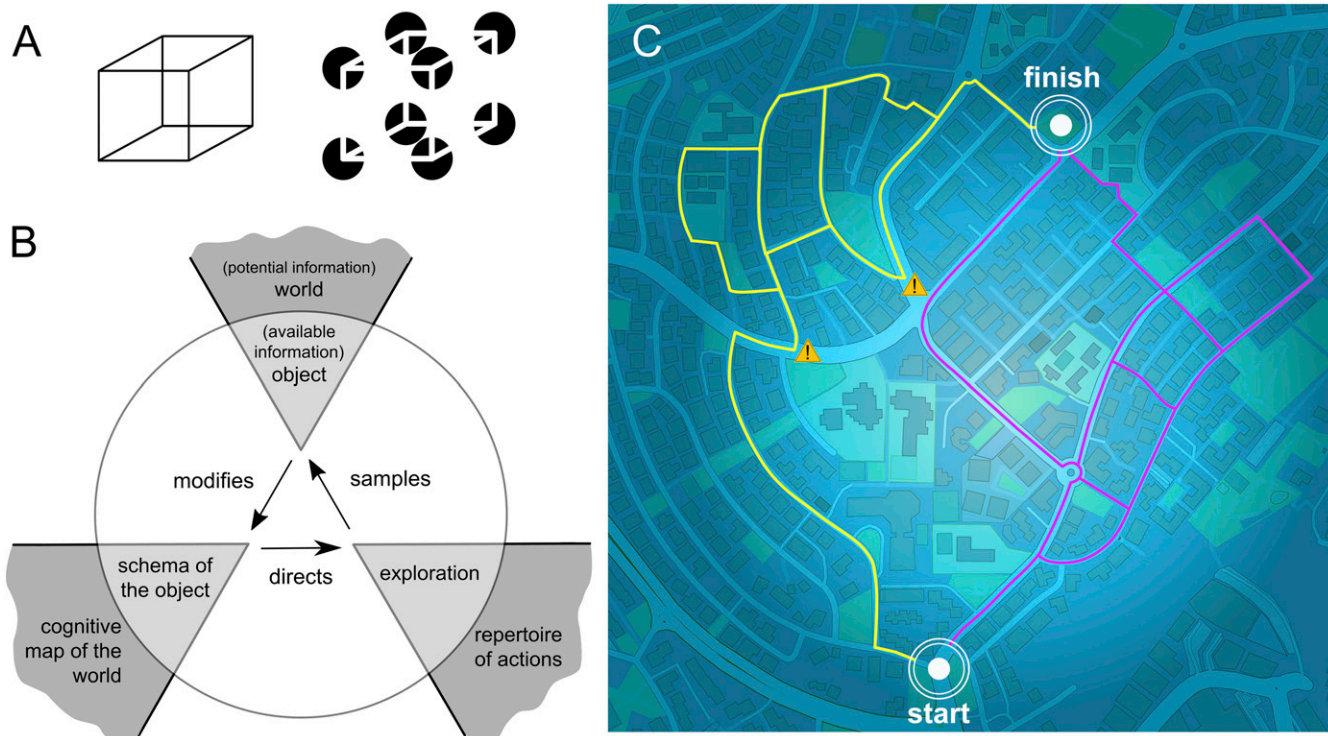 A
B
(potential information)
world
(available
information)
object
modifies
samples
directs
schema of
the object
exploration
cognitive
map of the
world
repertoire
of actions
C
finish
!
!
start